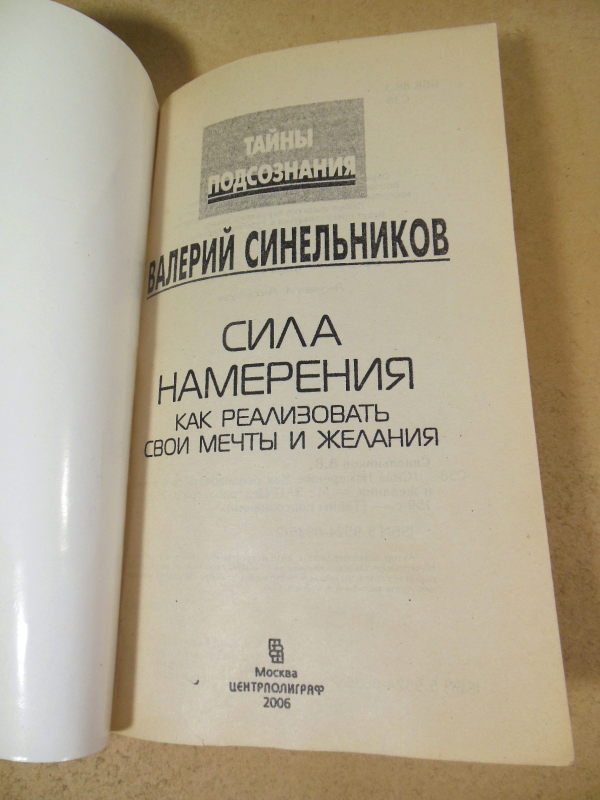 ТАЙНЫ
ПОДСОЗНАНИЯ
ВАЛЕРИЙ СИНЕЛЬНИКОВ
СИЛА
НАМЕРЕНИЯ
КАК РЕАЛИЗОВАТЬ
СВОИ МЕЧТЫ И ЖЕЛАНИЯ
Москва
ЦЕНТРПОЛИГРАФ
2006